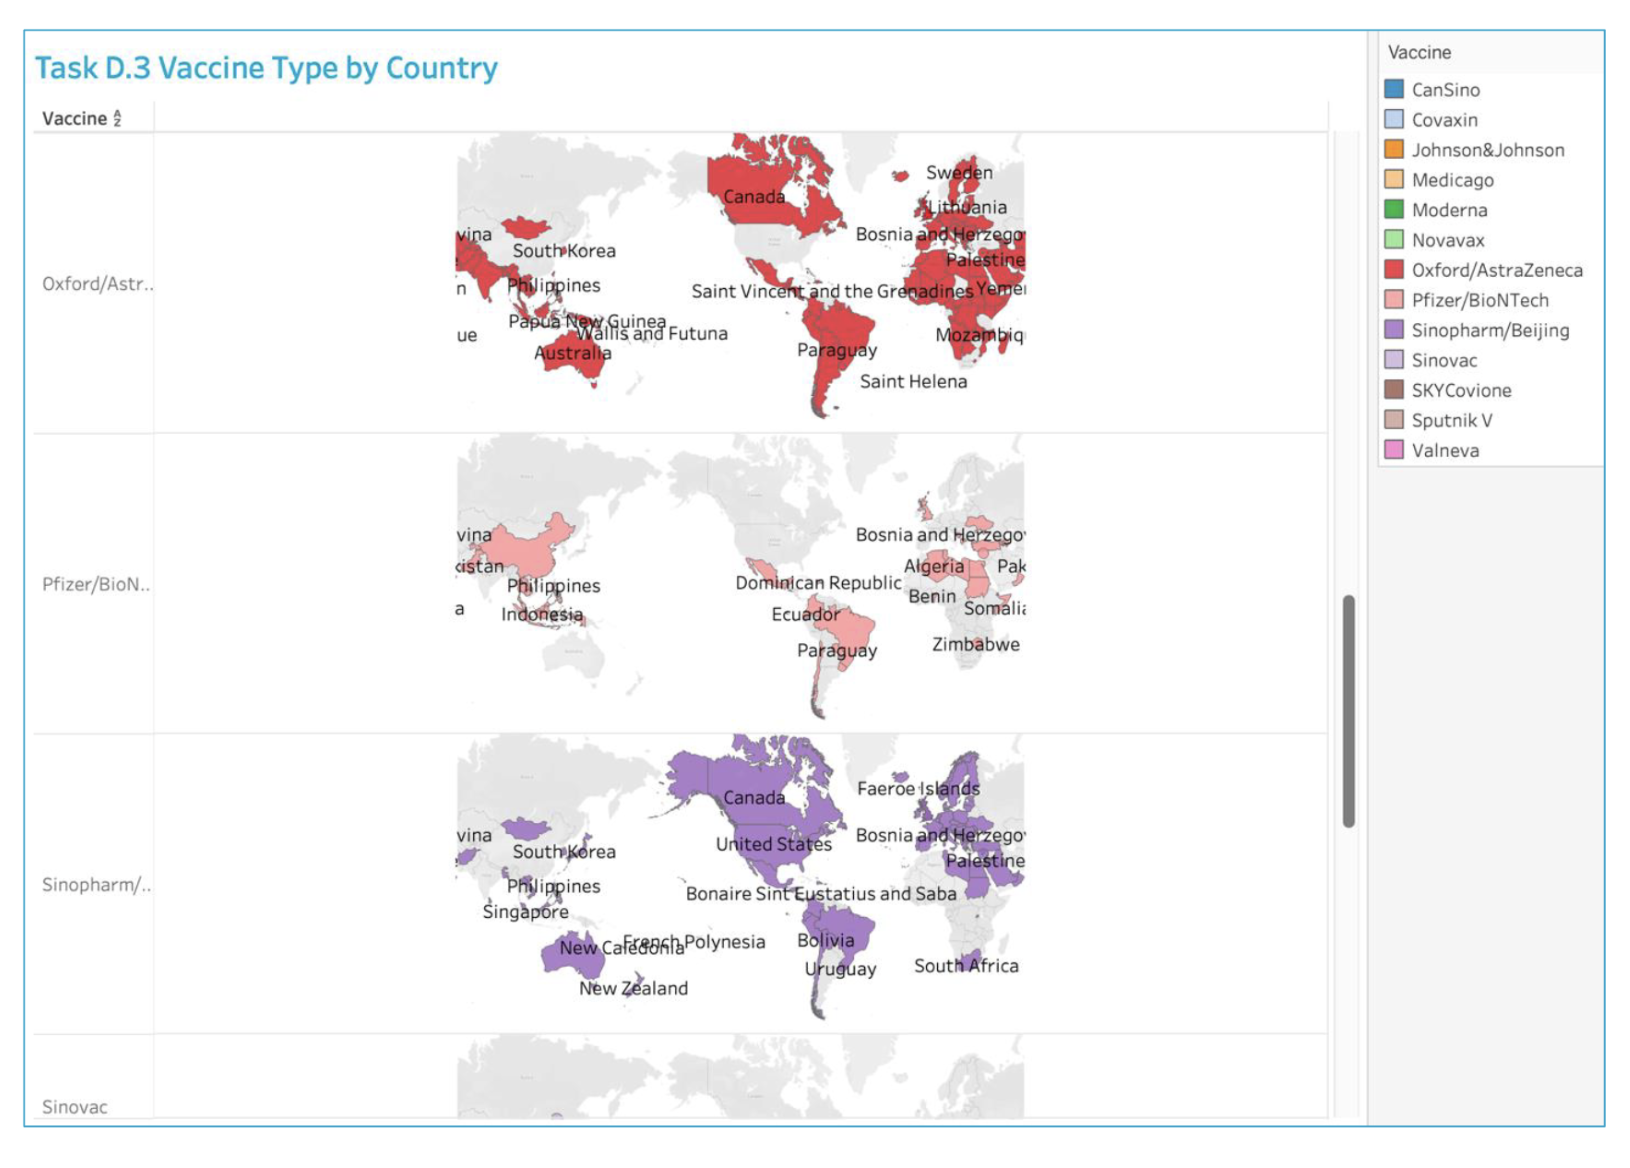 Task D.3 Vaccine Type by Country
Vaccine
Oxford/Astr..
vina
South Korea
n
Philippines
Papua New Guinea
Wallis and Futuna
ue
Australia
Canada
Saint Vincent and the Grenadines
Paraguay
Saint Helena
Sweden
Lithuania
Bosnia and Herzegov
Palestine
Yemen
Mozambiq
Pfizer/BioN..
vina
kistan
Philippines
a
Indonesia
Dominican Republic
Ecuador
Paraguay
Bosnia and Herzegov
Algeria
Pak
Benin
Somalia
Zimbabwe
Sinopharm/..
vina
South Korea
Philippines
Singapore
New Caledonia
French Polynesia
New Zealand
Canada
United States
Bonaire Sint Eustatius and Saba
Bolivia
Uruguay
Faeroe Islands
Bosnia and Herzegov
Palestine
South Africa
Sinovac
Vaccine
CanSino
Covaxin
Johnson&Johnson
Medicago
Moderna
Novavax
Oxford/AstraZeneca
Pfizer/BioNTech
Sinopharm/Beijing
Sinovac
SKYCovione
Sputnik V
Valneva